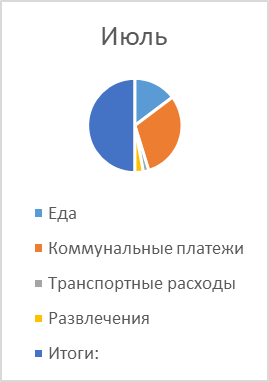 Июль
Еда
Коммунальные платежи
Транспортные расходы
Развлечения
Итоги: